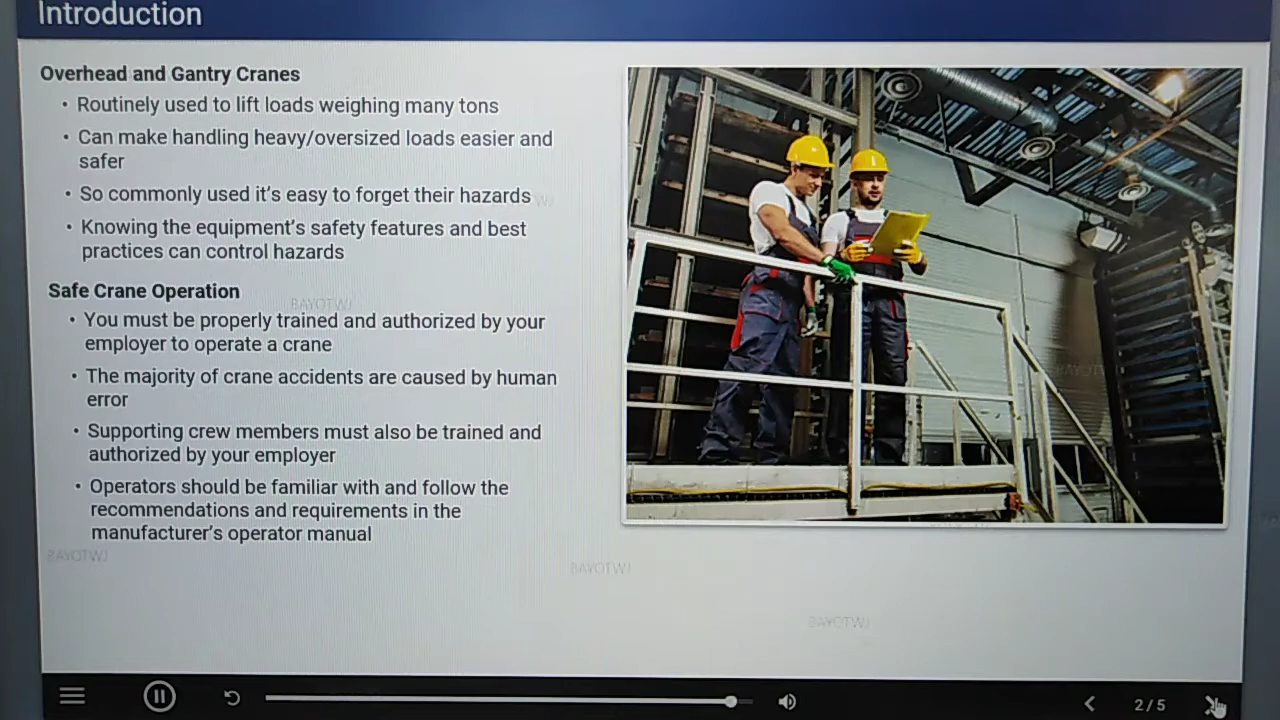 Introduction
Overhead and Gantry Cranes
• Routinely used to lift loads weighing many tons
• Can make handling heavy/oversized loads easier and
safer
• So commonly used it's easy to forget their hazards
• Knowing the equipment's safety features and best
practices can control hazards
Safe Crane Operation
• You must be properly trained and authorized by your
employer to operate a crane
• The majority of crane accidents are caused by human
error
• Supporting crew members must also be trained and
authorized by your employer
• Operators should be familiar with and follow the
recommendations and requirements in the
manufacturer's operator manual
BAYOTWJ
BAYOTWJ
BAYOTWJ
BAYOTWJ
2 / 5